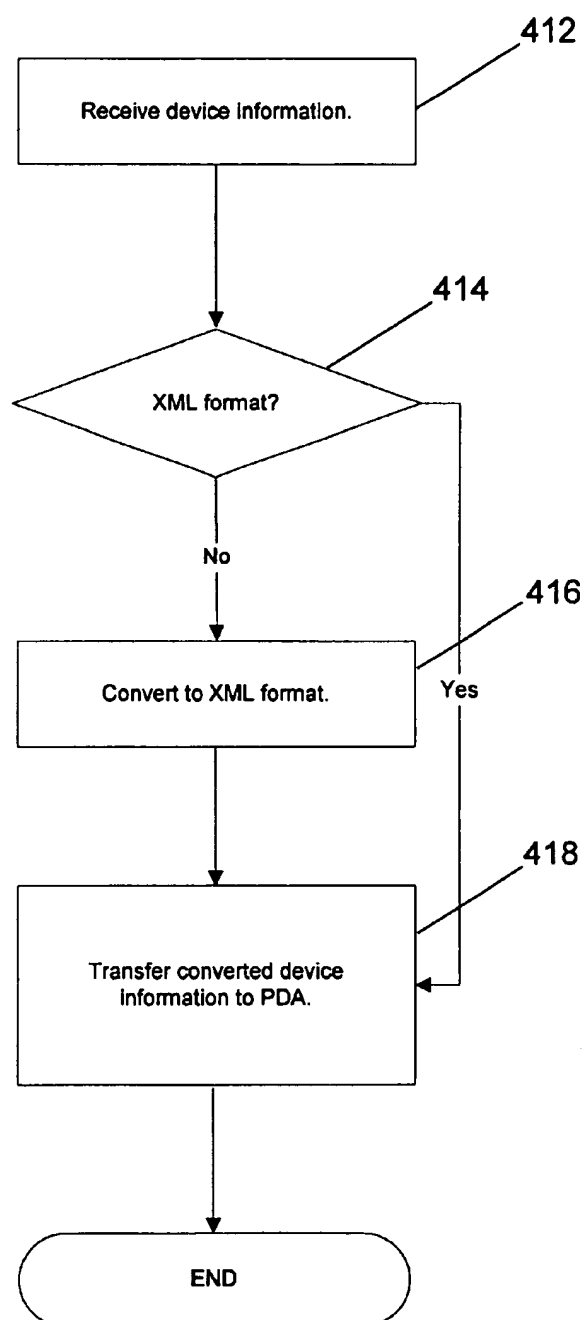 412
Receive device information.
414
XML format?
No
416
Convert to XML format.
Yes
418
Transfer converted device
information to PDA.
END